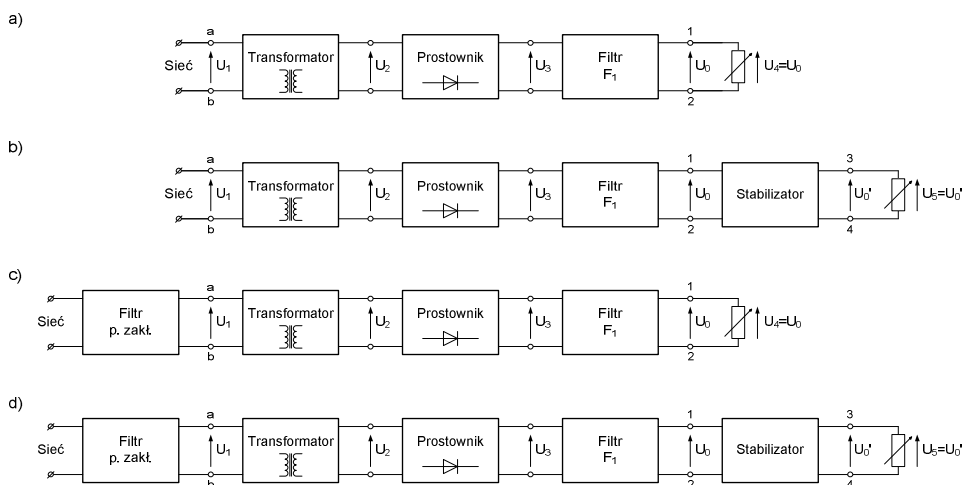 a)
a 1
Sieć U1 Transformator U2 Prostownik U3 Filtr F1 U0 U4=U0
b 2
b)
a 1 3
Sieć U1 Transformator U2 Prostownik U3 Filtr F1 U0 Stabilizator U0' U5=U0'
b 2 4
c)
a 1
Sieć Filtr p. zakł. U1 Transformator U2 Prostownik U3 Filtr F1 U0 U4=U0
b 2
d)
a 1 3
Sieć Filtr p. zakł. U1 Transformator U2 Prostownik U3 Filtr F1 U0 Stabilizator U0' U5=U0'
b 2 4